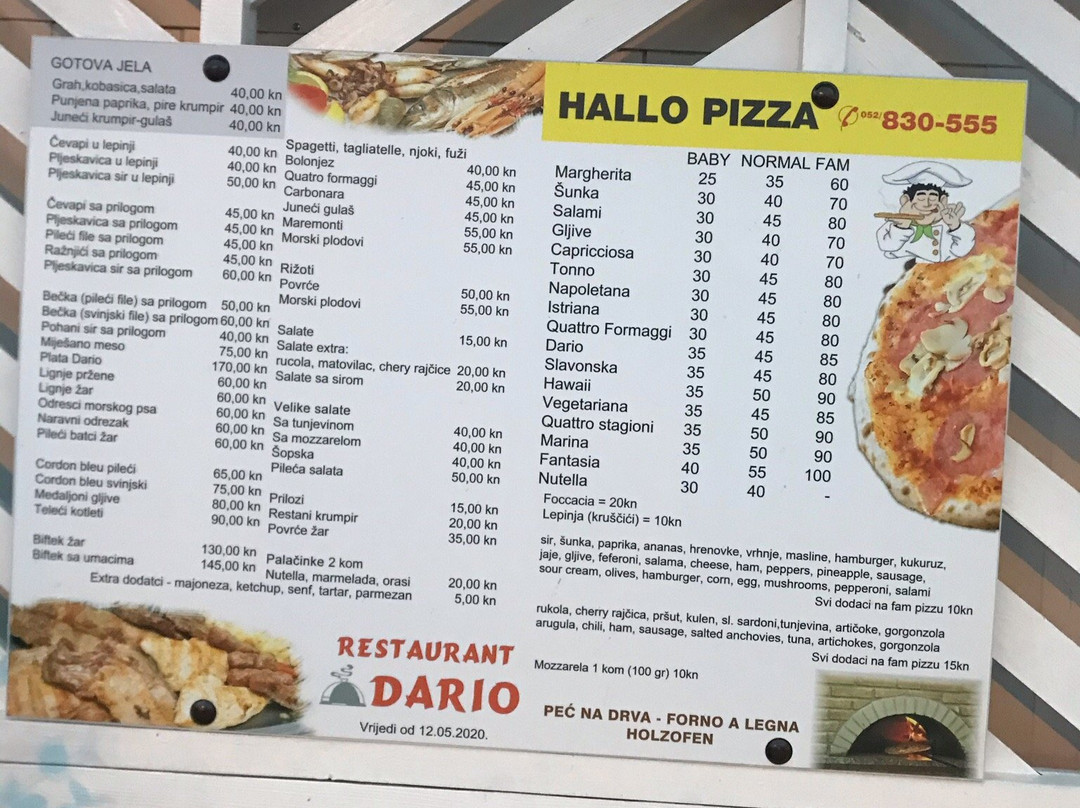 GOTOVA JELA
Grah,kobasica,salata 40,00 kn
Punjena paprika, pire krumpir 40,00 kn
Juneći krumpir-gulaš 40,00 kn
Čevapi u lepinji 40,00 kn
Pljeskavica u lepinji 40,00 kn
Pljeskavica sir u lepinji 50,00 kn
Čevapi sa prilogom 45,00 kn
Pljeskavica sa prilogom 45,00 kn
Pileći file sa prilogom 45,00 kn
Ražnjići sa prilogom 45,00 kn
Pljeskavica sir sa prilogom 60,00 kn
Bečka (pileći file) sa prilogom 50,00 kn
Bečka (svinjski file) sa prilogom 60,00 kn
Pohani sir sa prilogom 40,00 kn
Miješano meso 75,00 kn
Plata Dario 170,00 kn
Lignje pržene 60,00 kn
Lignje žar 60,00 kn
Odresci morskog psa 60,00 kn
Naravni odrezak 60,00 kn
Pileći batci žar 60,00 kn
Cordon bleu pileći 65,00 kn
Cordon bleu svinjski 75,00 kn
Medaljoni gljive 80,00 kn
Teleći kotleti 90,00 kn
Biftek žar 130,00 kn
Biftek sa umacima 145,00 kn
Spagetti, tagliatelle, njoki, fuži
Bolonjez 40,00 kn
Quatro formaggi 45,00 kn
Carbonara 45,00 kn
Juneći gulaš 45,00 kn
Maremonti 55,00 kn
Morski plodovi 55,00 kn
Rižoti
Povrće 50,00 kn
Morski plodovi 55,00 kn
Salate 15,00 kn
Salate extra:
rucola, matovilac, chery rajčice 20,00 kn
Salate sa sirom 20,00 kn
Velike salate
Sa tunjevinom 40,00 kn
Sa mozzarelom 40,00 kn
Šopska 40,00 kn
Pileća salata 50,00 kn
Prilozi 15,00 kn
Restani krumpir 20,00 kn
Povrće žar 35,00 kn
Palačinke 2 kom
Nutella, marmelada, orasi 20,00 kn
Extra dodatci - majoneza, ketchup, senf, tartar, parmezan 5,00 kn
RESTAURANT
DARIO
Vrijedi od 12.05.2020.
HALLO PIZZA 052/830-555
BABY NORMAL FAM
Margherita 25 35 60
Šunka 30 40 70
Salami 30 45 80
Gljive 30 40 70
Capricciosa 30 40 70
Tonno 30 45 80
Napoletana 30 45 80
Istriana 30 45 80
Quattro Formaggi 30 45 80
Dario 35 45 85
Slavonska 35 45 80
Hawaii 35 50 90
Vegetariana 35 45 85
Quattro stagioni 35 50 90
Marina 35 50 90
Fantasia 40 55 100
Nutella 30 40 -
Foccacia = 20kn
Lepinja (kruščići) = 10kn
sir, šunka, paprika, ananas, hrenovke, vrhnje, masline, hamburger, kukuruz,
jaje, gljive, feferoni, salama, cheese, ham, peppers, pineapple, sausage,
sour cream, olives, hamburger, corn, egg, mushrooms, pepperoni, salami
Svi dodaci na fam pizzu 10kn
rukola, cherry rajčica, pršut, kulen, sl. sardoni,tunjevina, artičoke, gorgonzola
arugula, chili, ham, sausage, salted anchovies, tuna, artichokes, gorgonzola
Svi dodaci na fam pizzu 15kn
Mozzarela 1 kom (100 gr) 10kn
PEĆ NA DRVA - FORNO A LEGNA
HOLZOFEN